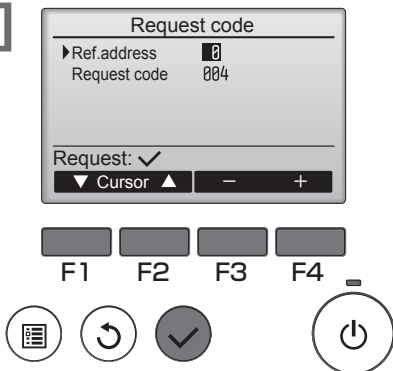 Request code
Ref.address 0
Request code 004
Request: ✓
▼ Cursor ▲ − +
F1 F2 F3 F4